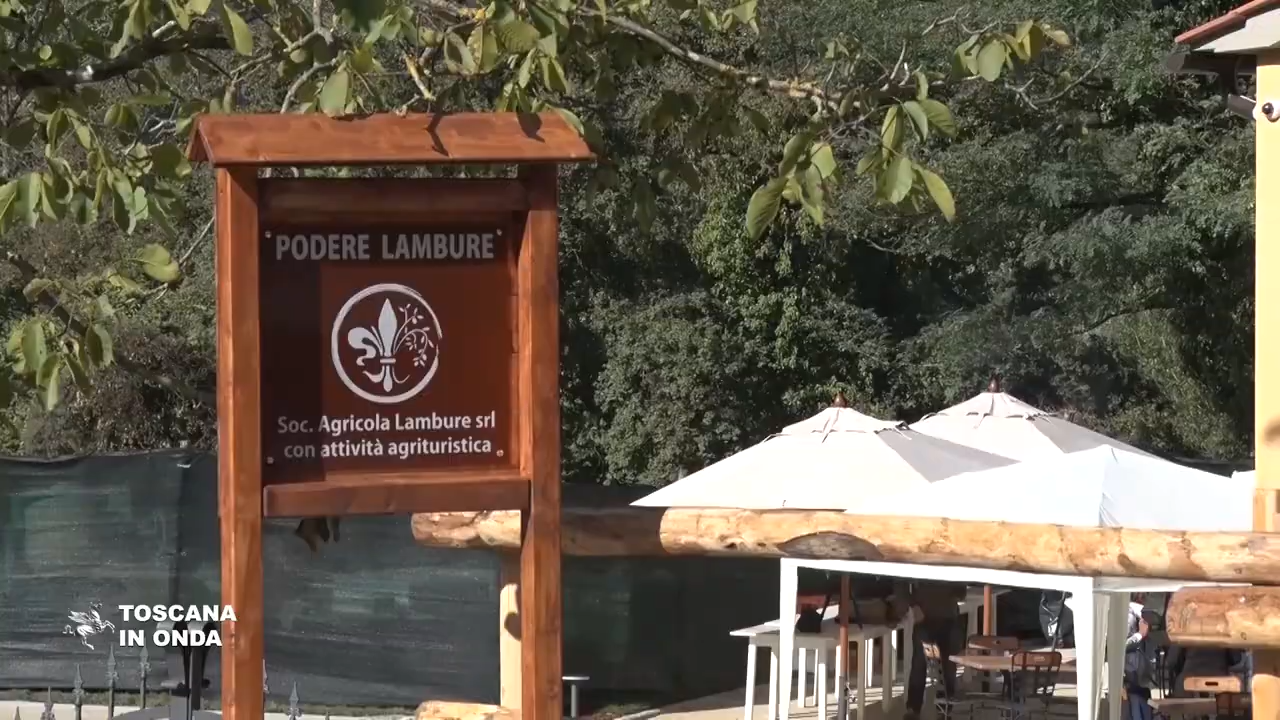 PODERE LAMBURE
Soc. Agricola Lambure srl
con attività agrituristica
TOSCANA
IN ONDA